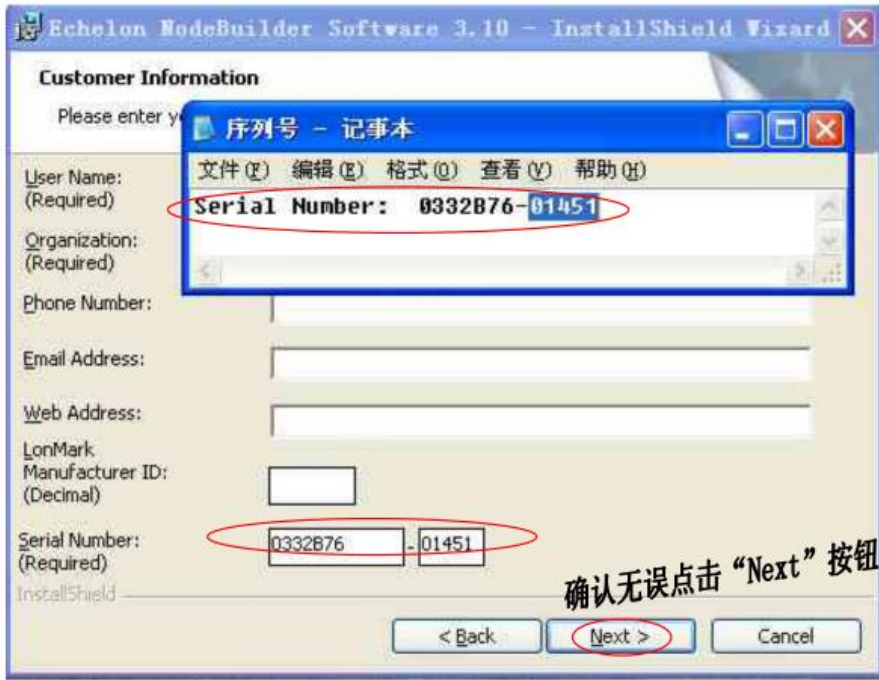 Echelon NodeBuilder Software 3.10 - InstallShield Wizard
Customer Information
Please enter
序列号 - 记事本
文件(F) 编辑(E) 格式(O) 查看(V) 帮助(H)
Serial Number: 0332B76-01451
User Name:
(Required)
Organization:
(Required)
Phone Number:
Email Address:
Web Address:
LonMark
Manufacturer ID:
(Decimal)
Serial Number:
(Required)
0332B76 - 01451
确认无误点击“Next”按钮
InstallShield
< Back Next > Cancel